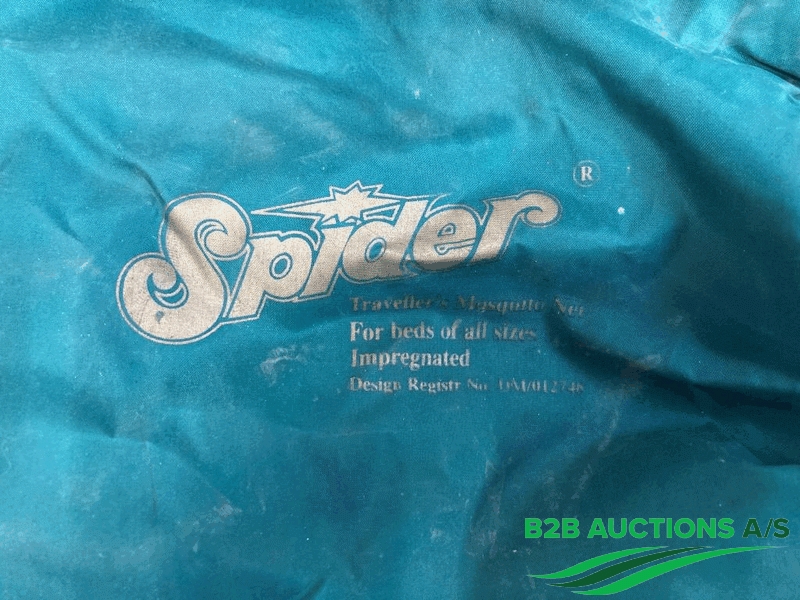 Spider ®
Traveller's Mosquito Net
For beds of all sizes
Impregnated
Design Registr No. DM/012746
B2B AUCTIONS A/S